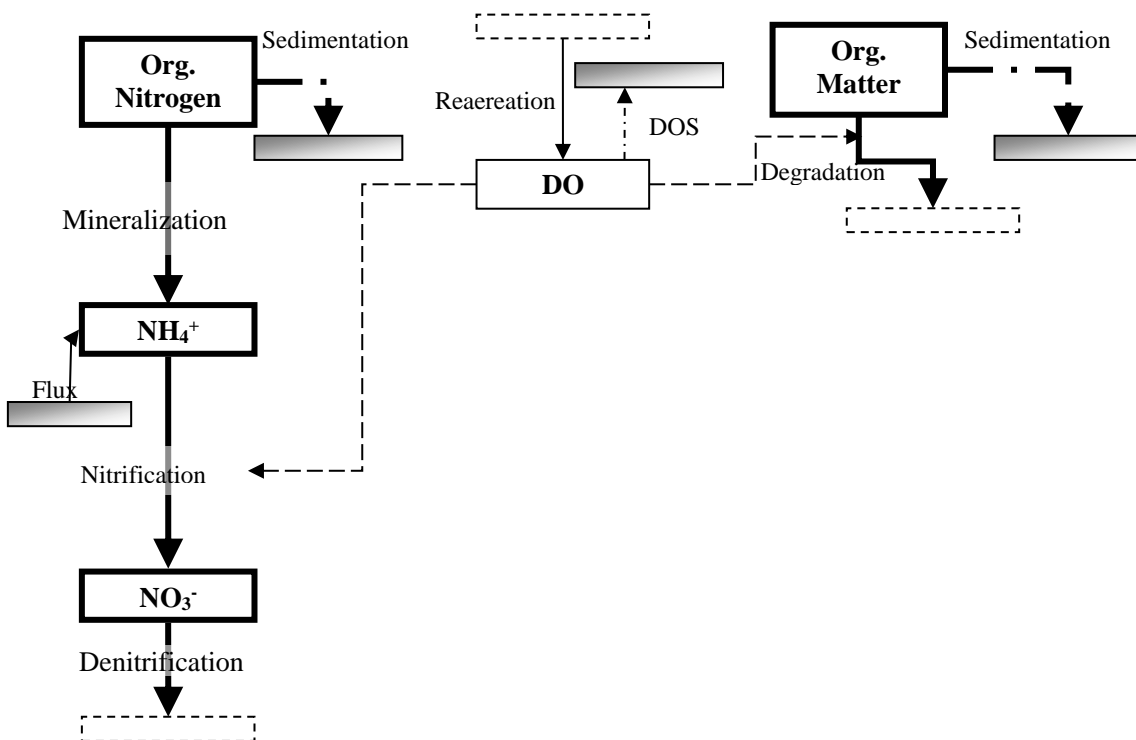 Sedimentation
Org.
Nitrogen
Reaereation
DOS
DO
Org.
Matter
Sedimentation
Degradation
Mineralization
NH₄⁺
Flux
Nitrification
NO₃⁻
Denitrification